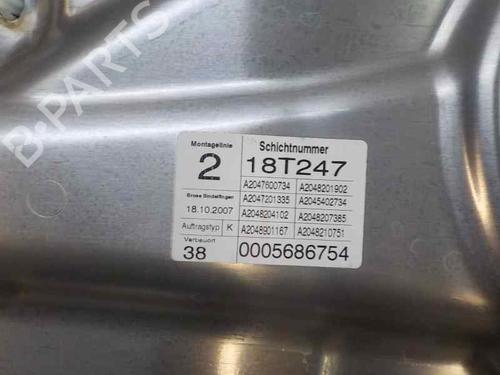 B-PARTS
Montagelinie
2
Schichtnummer
18T247
A2047600734 A2048201902
Brose Sindelfingen
A2047201335 A2045402734
18.10.2007
A2048204102 A2048207385
Auftragstyp K
A2048901167 A2048210751
Verbauort
38
0005686754